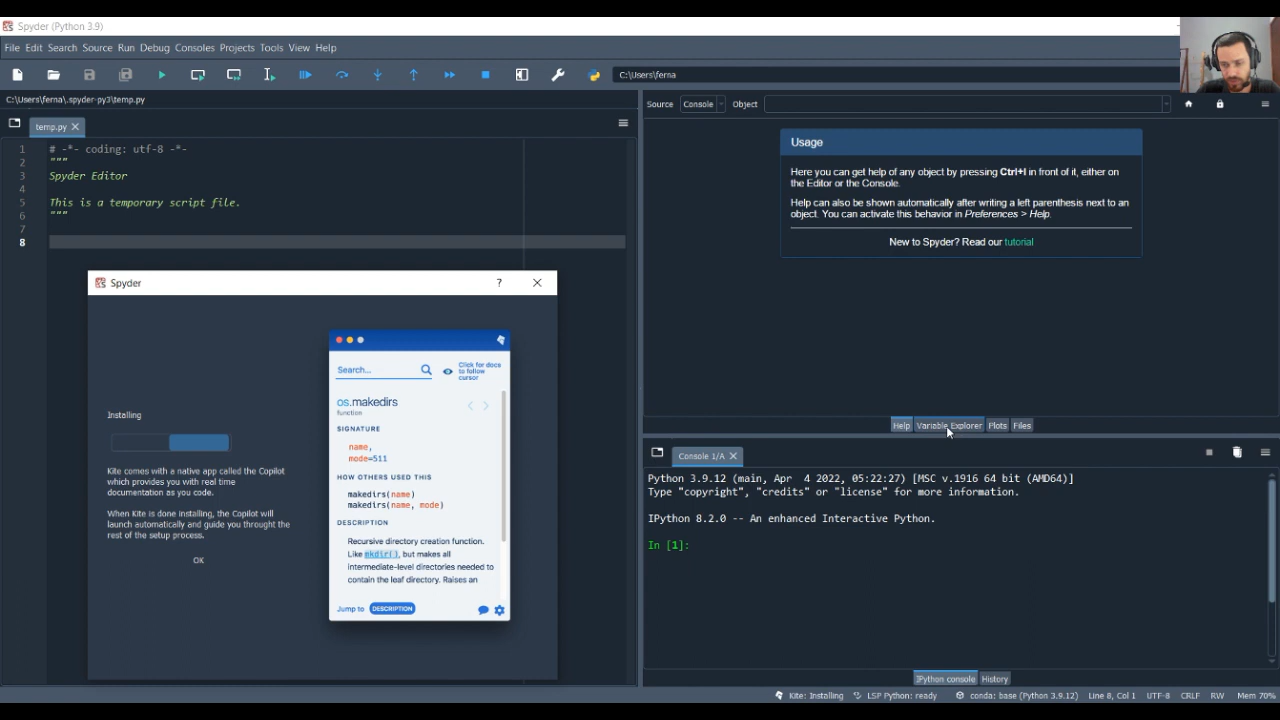 Spyder (Python 3.9)
File Edit Search Source Run Debug Consoles Projects Tools View Help
C:\Users\ferna
C:\Users\ferna\.spyder-py3\temp.py
temp.py
1 # -*- coding: utf-8 -*-
2 """
3 Spyder Editor
4
5 This is a temporary script file.
6 """
7
8
Spyder
?
Installing
Kite comes with a native app called the Copilot
which provides you with real time
documentation as you code.
When Kite is done installing, the Copilot will
launch automatically and guide you throught the
rest of the setup process.
OK
Search...
Click for docs
to follow
cursor
os.makedirs
function
SIGNATURE
name,
mode=511
HOW OTHERS USED THIS
makedirs(name)
makedirs(name, mode)
DESCRIPTION
Recursive directory creation function.
Like mkdir(), but makes all
intermediate-level directories needed to
contain the leaf directory. Raises an
Jump to DESCRIPTION
Source Console Object
Usage
Here you can get help of any object by pressing Ctrl+I in front of it, either on
the Editor or the Console.
Help can also be shown automatically after writing a left parenthesis next to an
object. You can activate this behavior in Preferences > Help.
New to Spyder? Read our tutorial
Help Variable Explorer Plots Files
Console 1/A
Python 3.9.12 (main, Apr 4 2022, 05:22:27) [MSC v.1916 64 bit (AMD64)]
Type "copyright", "credits" or "license" for more information.
IPython 8.2.0 -- An enhanced Interactive Python.
In [1]:
IPython console History
Kite: Installing LSP Python: ready conda: base (Python 3.9.12) Line 8, Col 1 UTF-8 CRLF RW Mem 70%